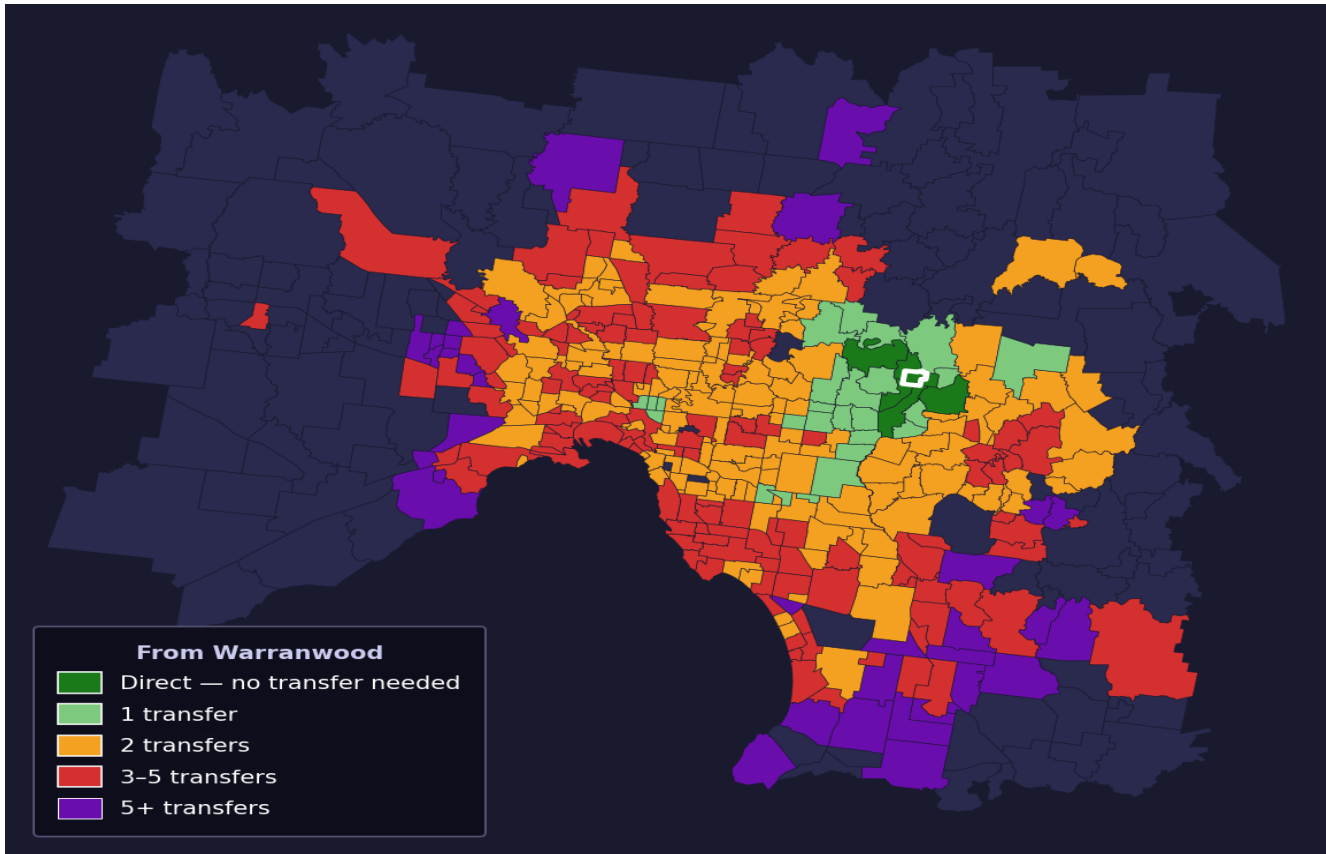 From Warranwood
Direct — no transfer needed
1 transfer
2 transfers
3–5 transfers
5+ transfers